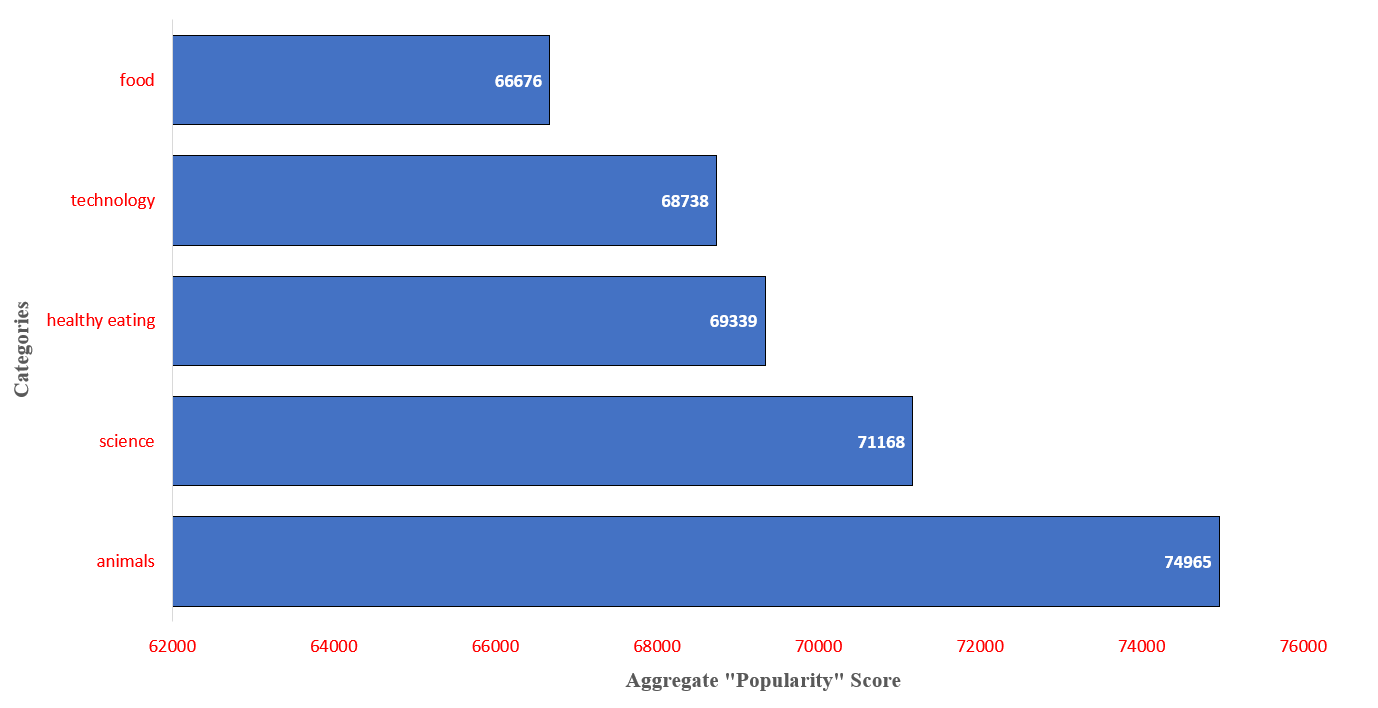 food
66676
technology
68738
healthy eating
69339
science
71168
animals
74965
62000 64000 66000 68000 70000 72000 74000 76000
Aggregate "Popularity" Score
Categories